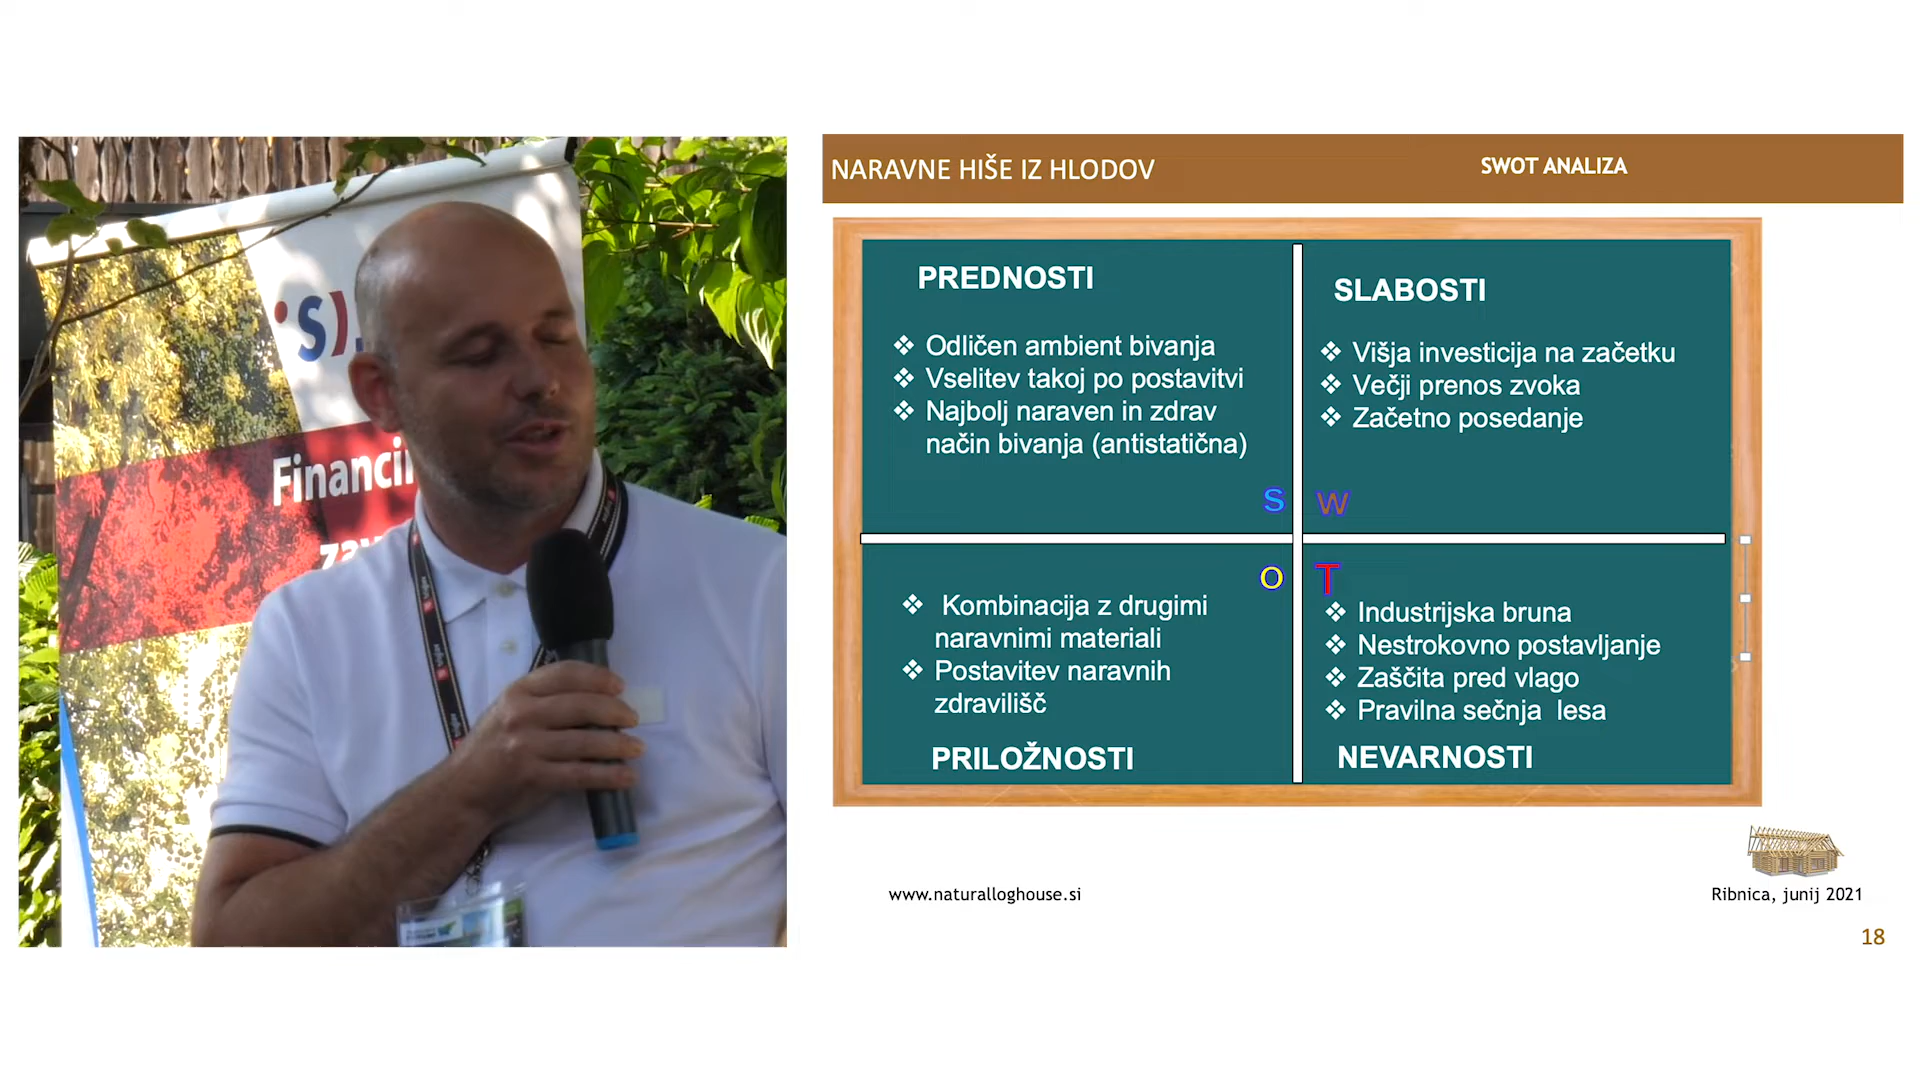 NARAVNE HIŠE IZ HLODOV
SWOT ANALIZA
PREDNOSTI
❖ Odličen ambient bivanja
❖ Vselitev takoj po postavitvi
❖ Najbolj naraven in zdrav
način bivanja (antistatična)
S
SLABOSTI
❖ Višja investicija na začetku
❖ Večji prenos zvoka
❖ Začetno posedanje
W
O
❖ Kombinacija z drugimi
naravnimi materiali
❖ Postavitev naravnih
zdravilišč
PRILOŽNOSTI
T
❖ Industrijska bruna
❖ Nestrokovno postavljanje
❖ Zaščita pred vlago
❖ Pravilna sečnja lesa
NEVARNOSTI
www.naturalloghouse.si
Ribnica, junij 2021
18